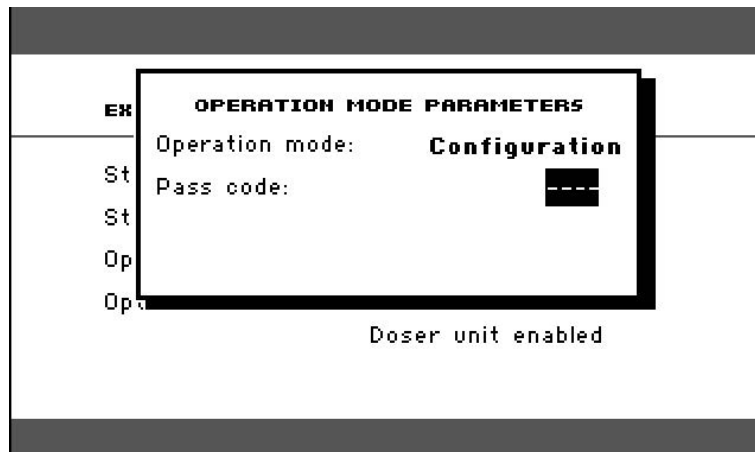 EX
OPERATION MODE PARAMETERS
Operation mode: Configuration
Pass code: ----
St
St
Op
Op
Doser unit enabled